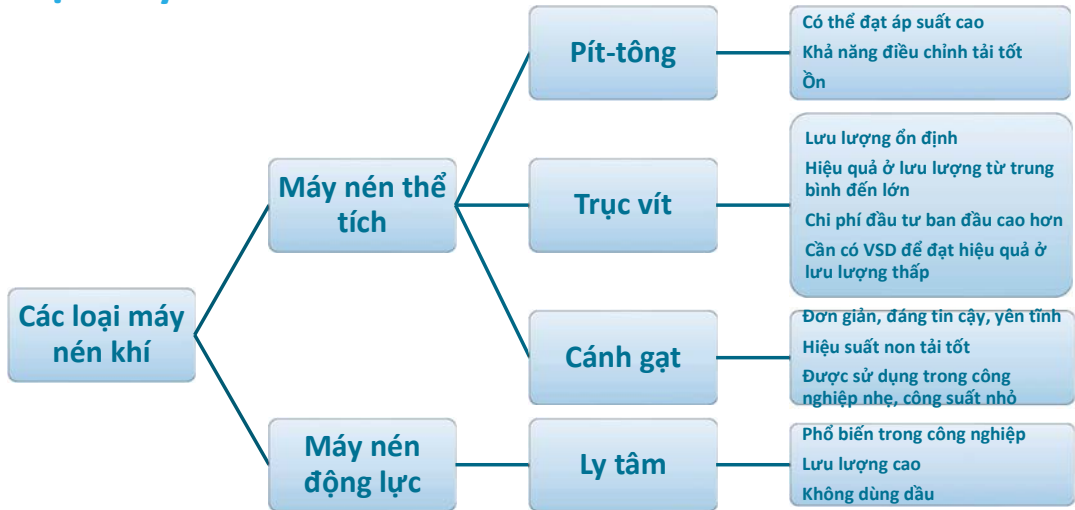 Pít-tông
Có thể đạt áp suất cao
Khả năng điều chỉnh tải tốt
Ồn
Máy nén thể
tích
Trục vít
Lưu lượng ổn định
Hiệu quả ở lưu lượng từ trung
bình đến lớn
Chi phí đầu tư ban đầu cao hơn
Cần có VSD để đạt hiệu quả ở
lưu lượng thấp
Các loại máy
nén khí
Cánh gạt
Đơn giản, đáng tin cậy, yên tĩnh
Hiệu suất non tải tốt
Được sử dụng trong công
nghiệp nhẹ, công suất nhỏ
Máy nén
động lực
Ly tâm
Phổ biến trong công nghiệp
Lưu lượng cao
Không dùng dầu